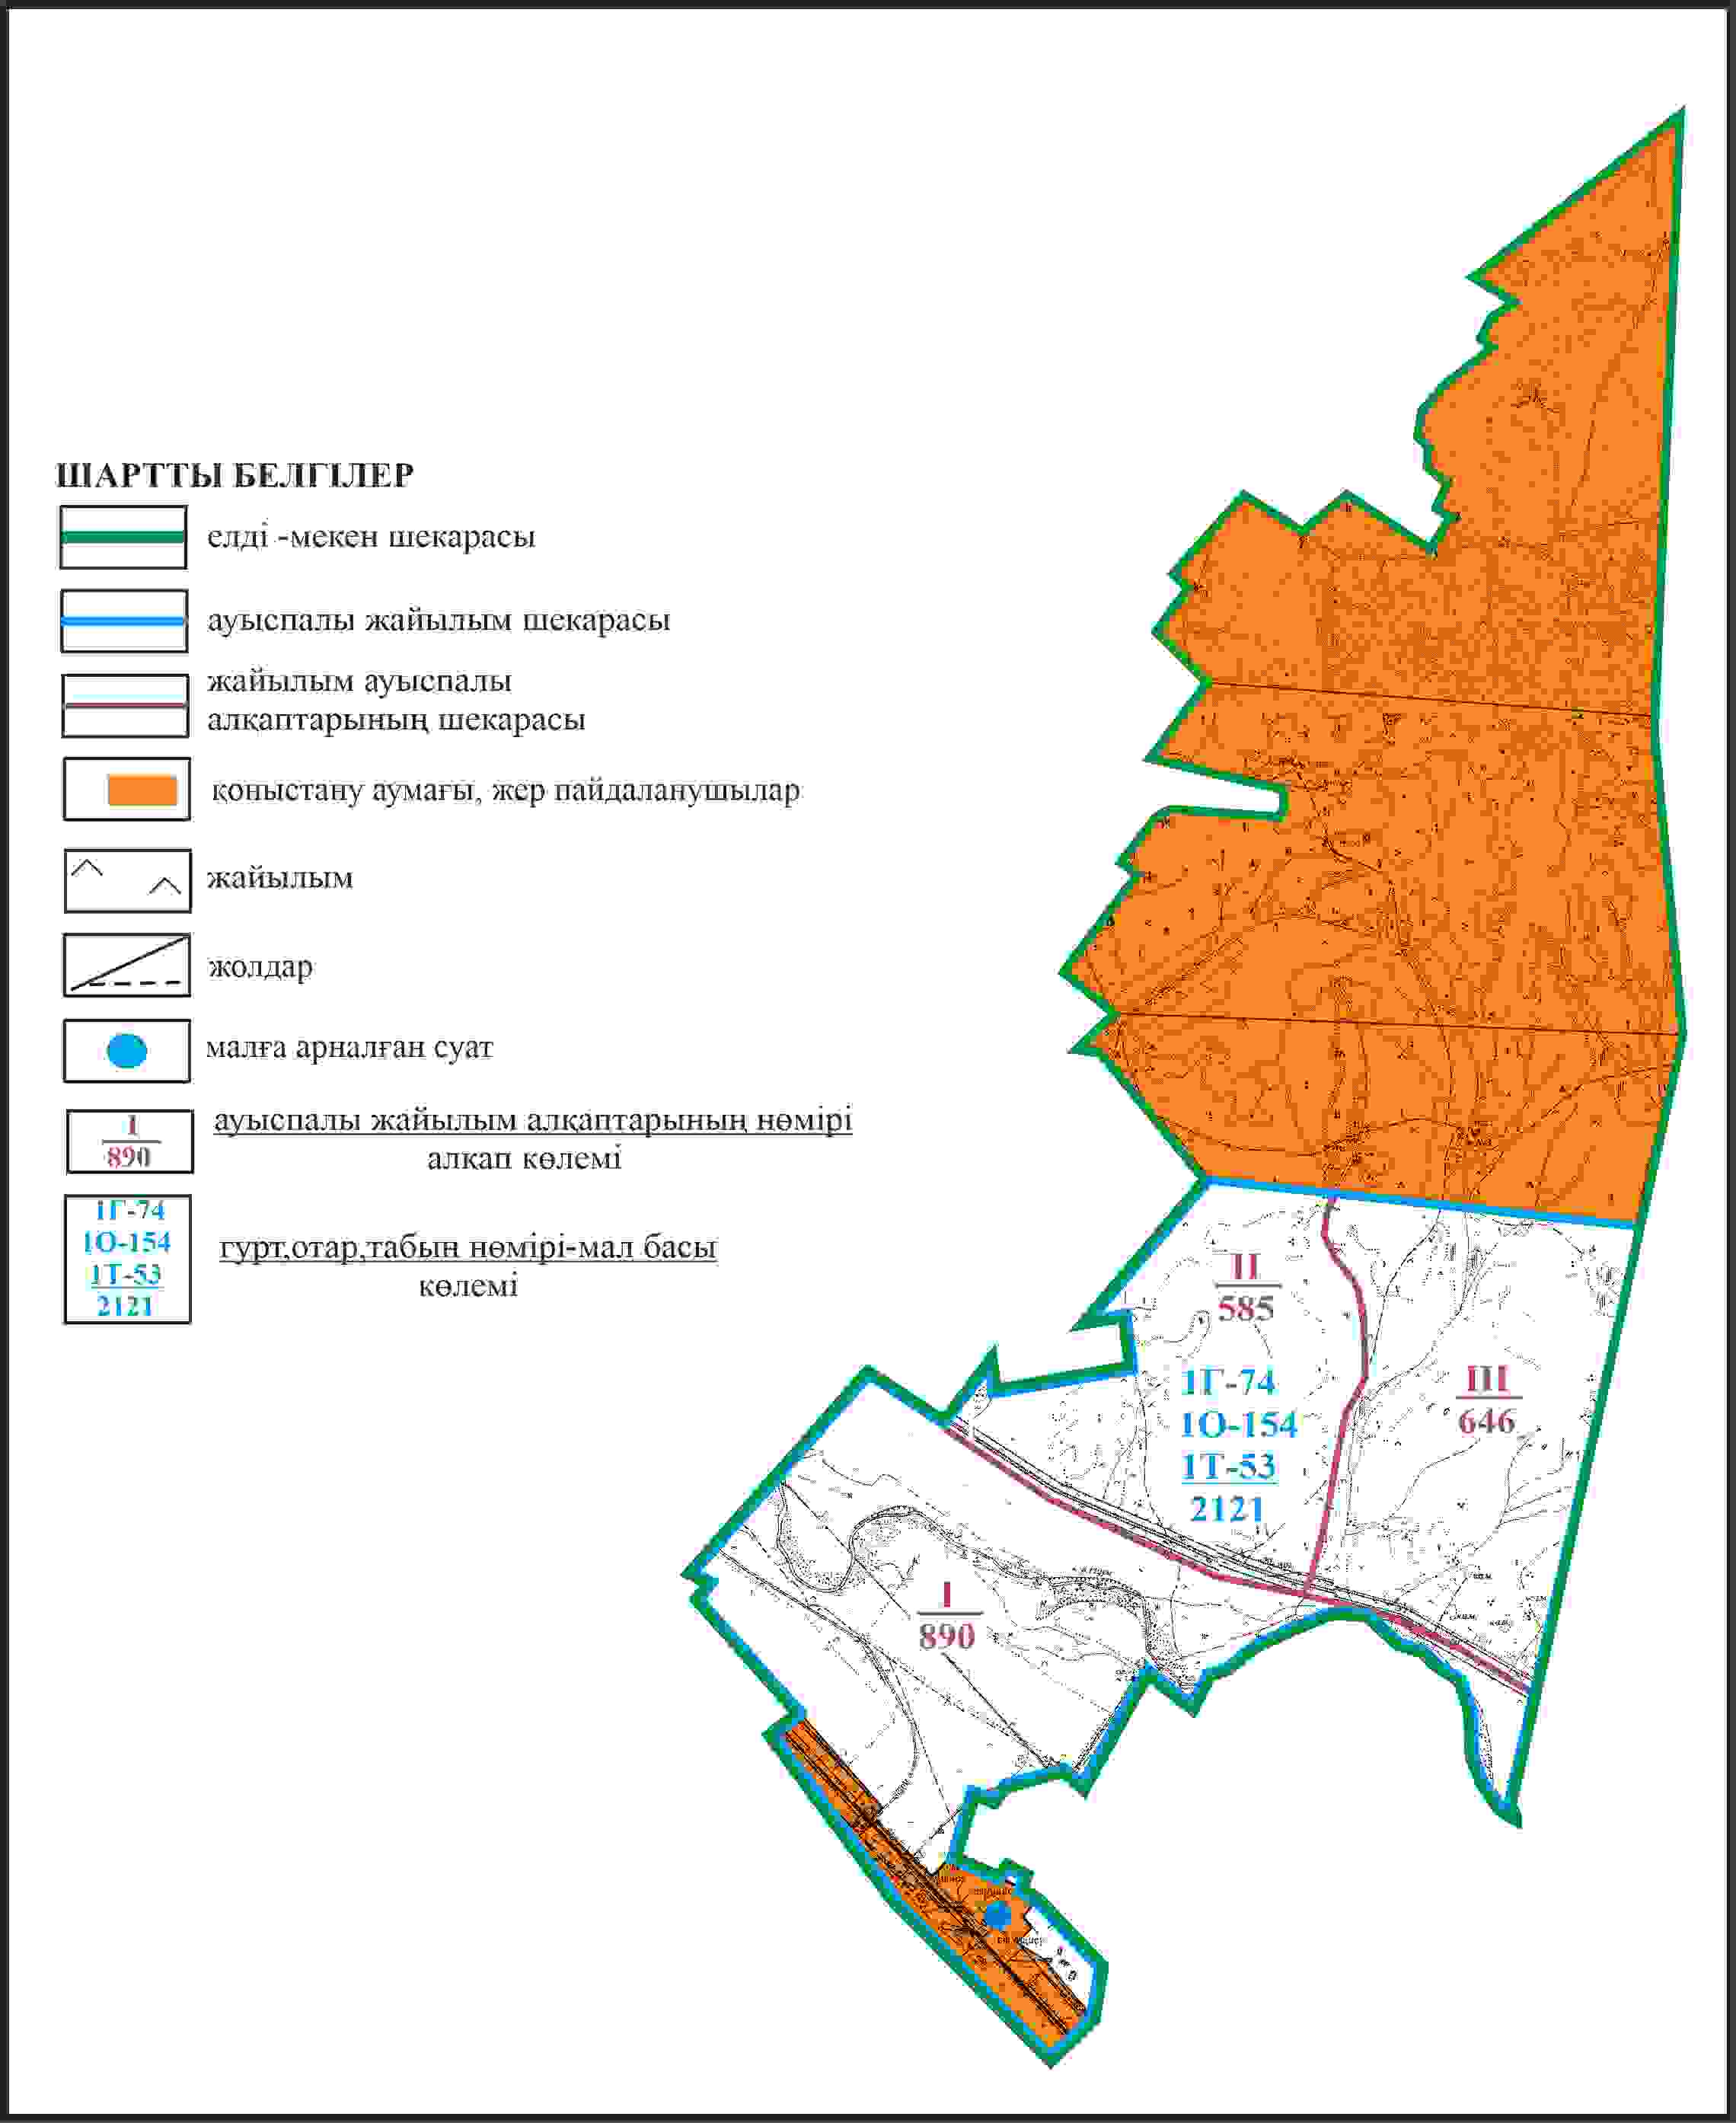 ШАРТТЫ БЕЛГІЛЕР
елді -мекен шекарасы
ауыспалы жайылым шекарасы
жайылым ауыспалы
алқаптарының шекарасы
қоныстану аумағы, жер пайдаланушылар
жайылым
жолдар
малға арналған суат
I
890
ауыспалы жайылым алқаптарының нөмірі
алқап көлемі
1Г-74
1О-154
1Т-53
2121
гурт,отар,табын нөмірі-мал басы
көлемі
II
585
1Г-74
1О-154
1Т-53
2121
III
646
I
890